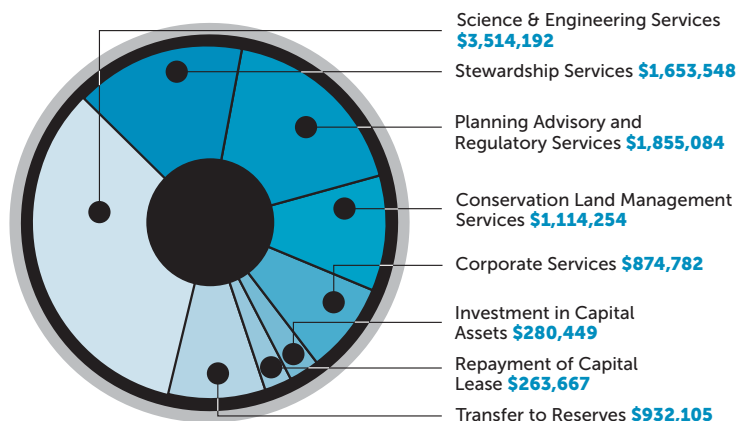 Science & Engineering Services
$3,514,192
Stewardship Services $1,653,548
Planning Advisory and
Regulatory Services $1,855,084
Conservation Land Management
Services $1,114,254
Corporate Services $874,782
Investment in Capital
Assets $280,449
Repayment of Capital
Lease $263,667
Transfer to Reserves $932,105